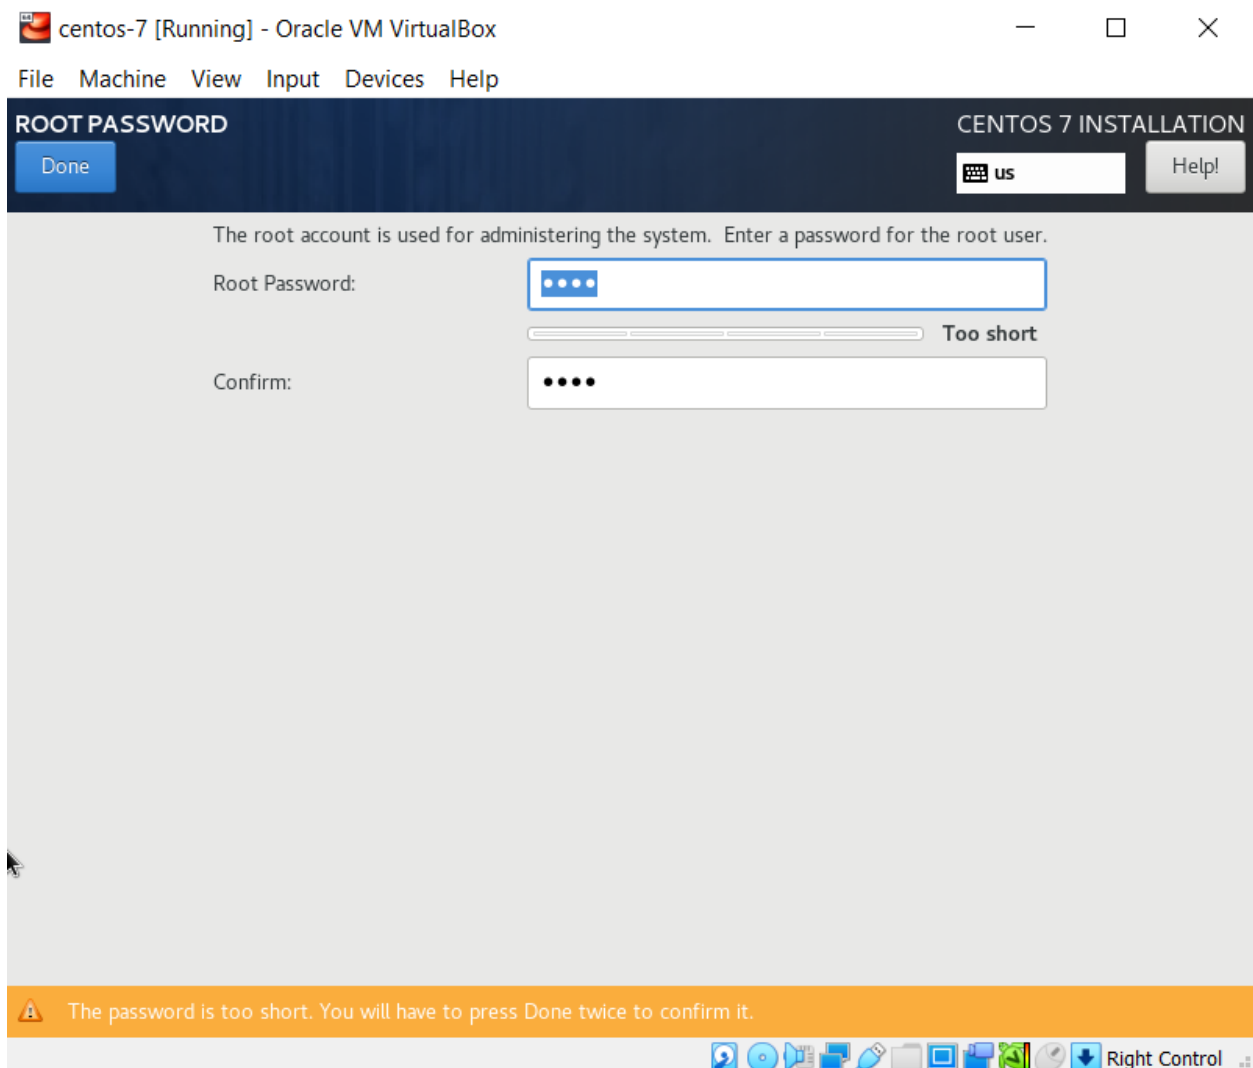 centos-7 [Running] - Oracle VM VirtualBox
File Machine View Input Devices Help
ROOT PASSWORD
CENTOS 7 INSTALLATION
Done
us
Help!
The root account is used for administering the system. Enter a password for the root user.
Root Password:
••••
Too short
Confirm:
••••
The password is too short. You will have to press Done twice to confirm it.
Right Control